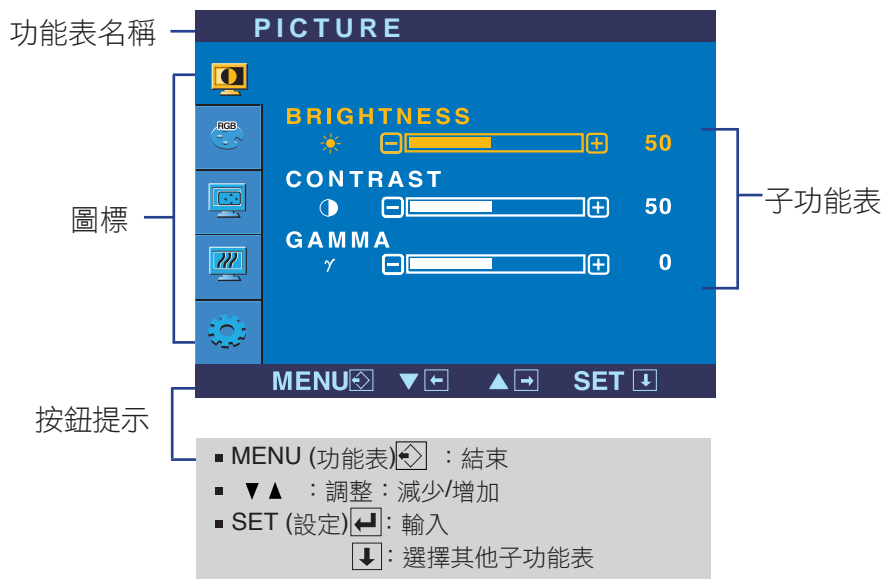 功能表名稱
PICTURE
RGB
BRIGHTNESS
50
CONTRAST
50
GAMMA
γ
0
圖標
子功能表
MENU ▼ ← ▲ → SET ↓
按鈕提示
▪ MENU (功能表) ：結束
▪ ▼▲ ：調整：減少/增加
▪ SET (設定) ↵：輸入
↓：選擇其他子功能表